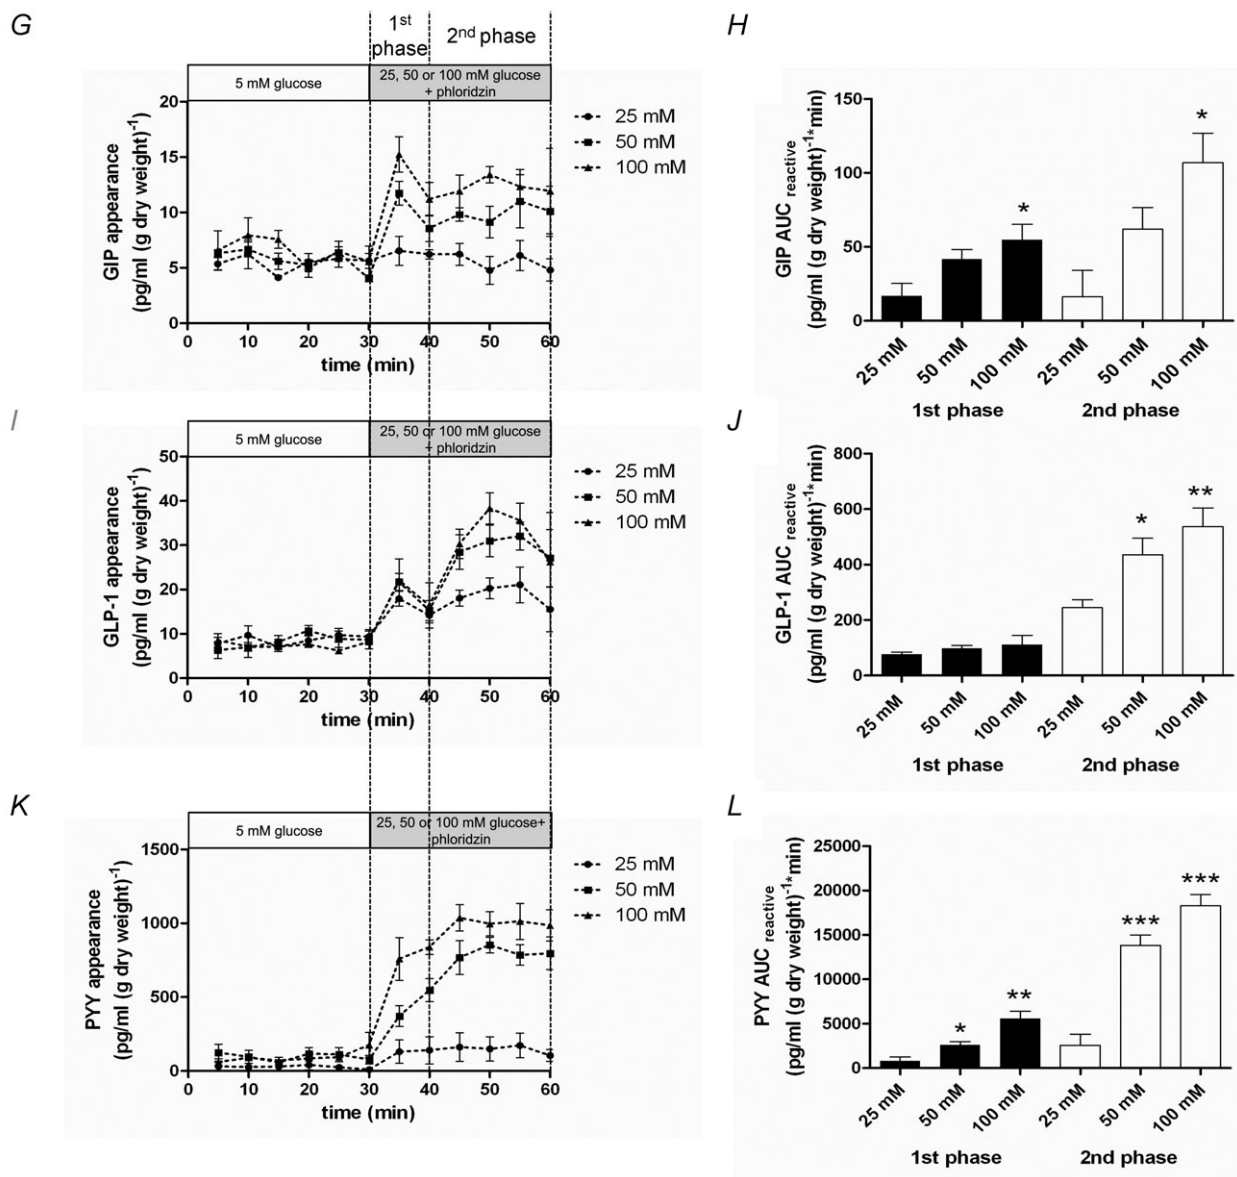 G
1st phase
2nd phase
5 mM glucose
25, 50 or 100 mM glucose
+ phloridzin
GIP appearance
(pg/ml (g dry weight)-1)
20
15
10
5
0
0 10 20 30 40 50 60
time (min)
25 mM
50 mM
100 mM
H
GIP AUC reactive
(pg/ml (g dry weight)-1*min)
150
100
50
0
*
*
25 mM 50 mM 100 mM 25 mM 50 mM 100 mM
1st phase 2nd phase
I
5 mM glucose
25, 50 or 100 mM glucose
+ phloridzin
GLP-1 appearance
(pg/ml (g dry weight)-1)
50
40
30
20
10
0
0 10 20 30 40 50 60
time (min)
25 mM
50 mM
100 mM
J
GLP-1 AUC reactive
(pg/ml (g dry weight)-1*min)
800
600
400
200
0
*
**
25 mM 50 mM 100 mM 25 mM 50 mM 100 mM
1st phase 2nd phase
K
5 mM glucose
25, 50 or 100 mM glucose+
phloridzin
PYY appearance
(pg/ml (g dry weight)-1)
1500
1000
500
0
0 10 20 30 40 50 60
time (min)
25 mM
50 mM
100 mM
L
PYY AUC reactive
(pg/ml (g dry weight)-1*min)
25000
20000
15000
10000
5000
0
*
**
***
***
25 mM 50 mM 100 mM 25 mM 50 mM 100 mM
1st phase 2nd phase